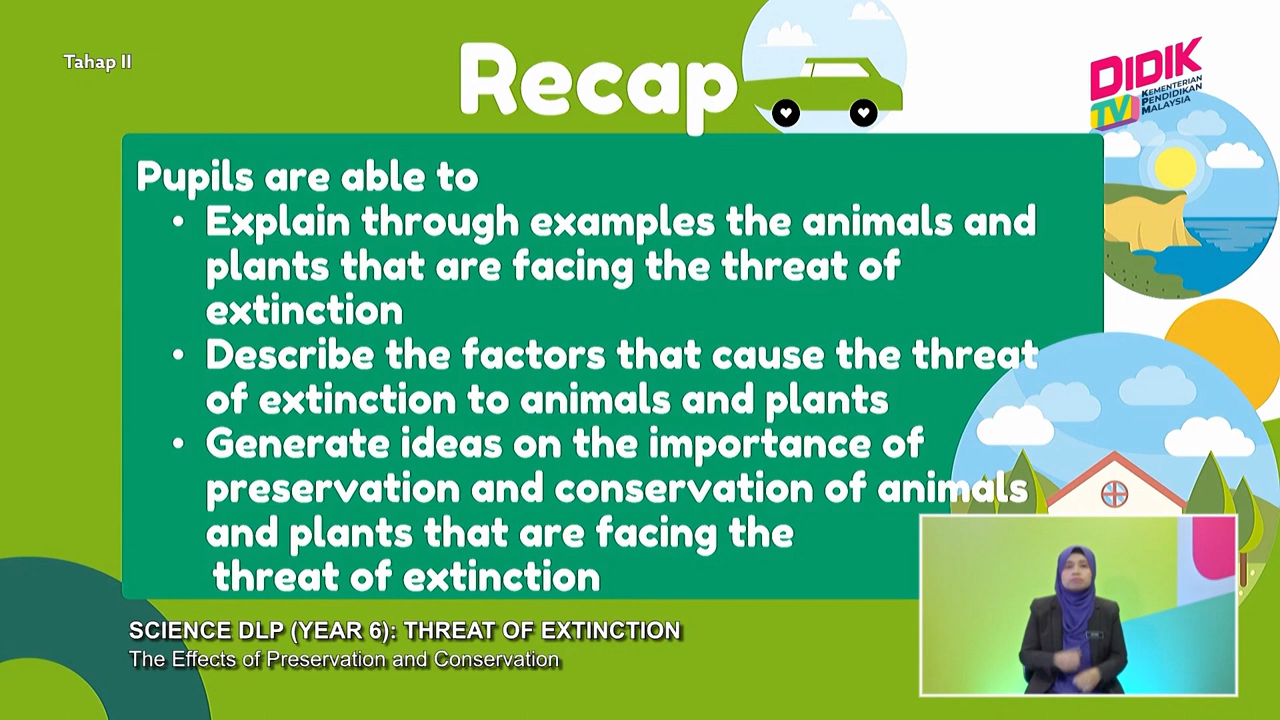 Tahap II
Recap
DIDIK
TV
KEMENTERIAN
PENDIDIKAN
MALAYSIA
Pupils are able to
• Explain through examples the animals and
plants that are facing the threat of
extinction
• Describe the factors that cause the threat
of extinction to animals and plants
• Generate ideas on the importance of
preservation and conservation of animals
and plants that are facing the
threat of extinction
SCIENCE DLP (YEAR 6): THREAT OF EXTINCTION
The Effects of Preservation and Conservation